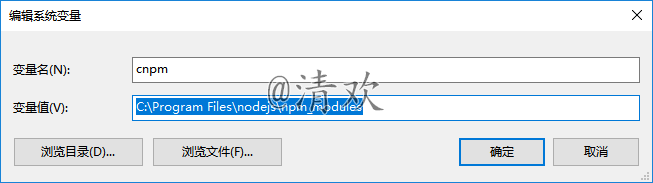 编辑系统变量
变量名(N):
cnpm
变量值(V):
C:\Program Files\nodejs\npm_modules
@清欢
浏览目录(D)...
浏览文件(F)...
确定
取消